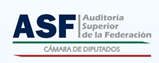 ASF
Auditoría
Superior
de la Federación
CÁMARA DE DIPUTADOS